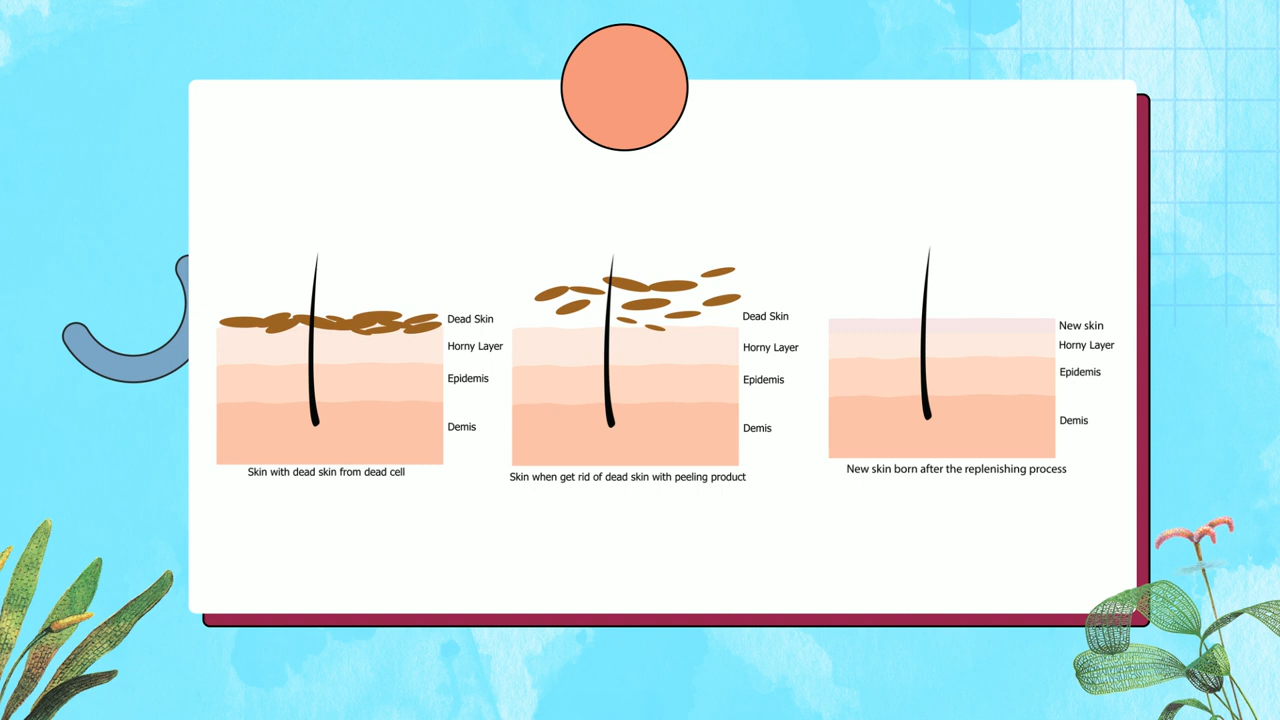 Dead Skin
Horny Layer
Epidemis
Demis
Skin with dead skin from dead cell
Dead Skin
Horny Layer
Epidemis
Demis
Skin when get rid of dead skin with peeling product
New skin
Horny Layer
Epidemis
Demis
New skin born after the replenishing process